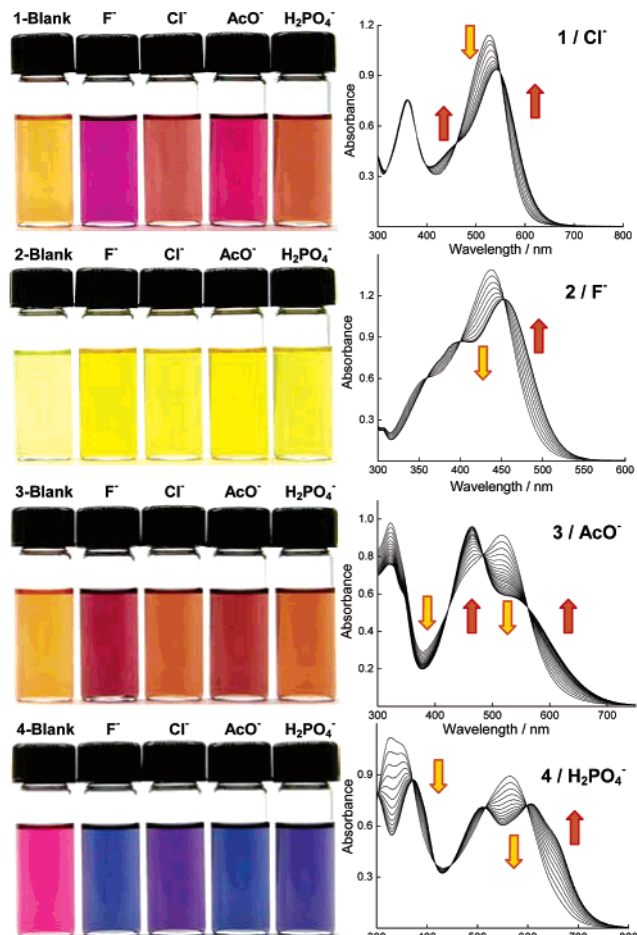 1-Blank F⁻ Cl⁻ AcO⁻ H₂PO₄⁻
1 / Cl⁻
1.2
0.9
0.6
0.3
Absorbance
300 400 500 600 700 800
Wavelength / nm
2-Blank F⁻ Cl⁻ AcO⁻ H₂PO₄⁻
2 / F⁻
1.2
0.9
0.6
0.3
Absorbance
300 350 400 450 500 550 600
Wavelength / nm
3-Blank F⁻ Cl⁻ AcO⁻ H₂PO₄⁻
3 / AcO⁻
1.0
0.8
0.6
0.4
0.2
Absorbance
300 400 500 600 700
Wavelength / nm
4-Blank F⁻ Cl⁻ AcO⁻ H₂PO₄⁻
4 / H₂PO₄⁻
0.9
0.6
0.3
Absorbance